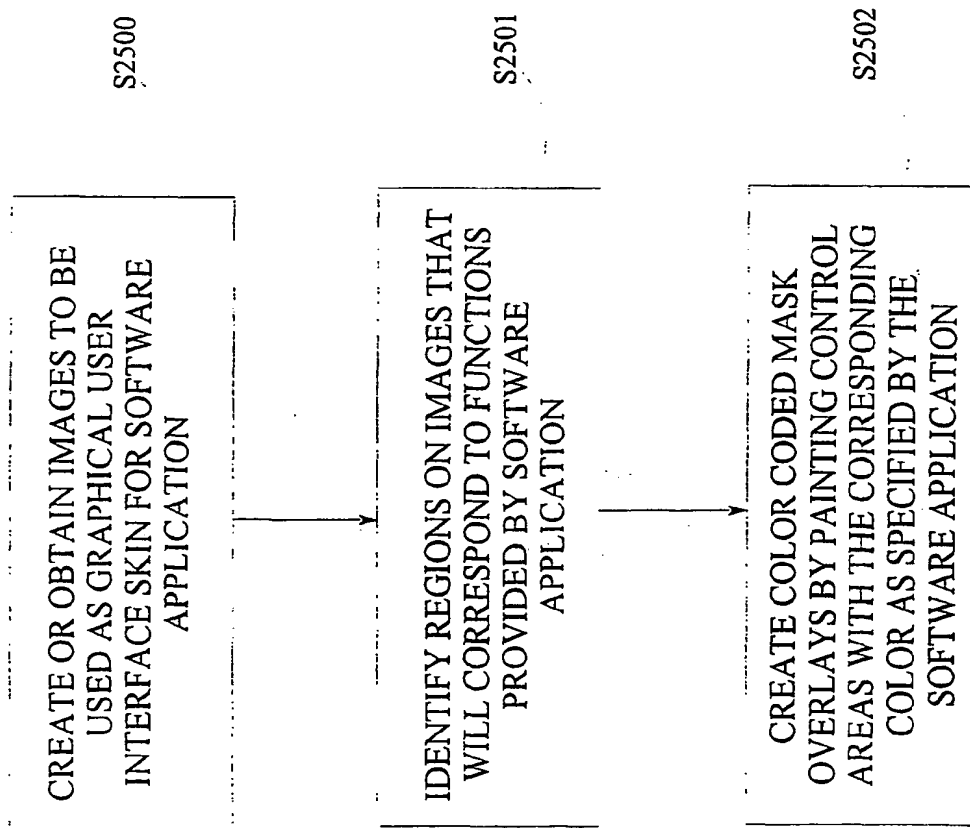 CREATE OR OBTAIN IMAGES TO BE
USED AS GRAPHICAL USER
INTERFACE SKIN FOR SOFTWARE
APPLICATION
S2500
IDENTIFY REGIONS ON IMAGES THAT
WILL CORRESPOND TO FUNCTIONS
PROVIDED BY SOFTWARE
APPLICATION
S2501
CREATE COLOR CODED MASK
OVERLAYS BY PAINTING CONTROL
AREAS WITH THE CORRESPONDING
COLOR AS SPECIFIED BY THE
SOFTWARE APPLICATION
S2502